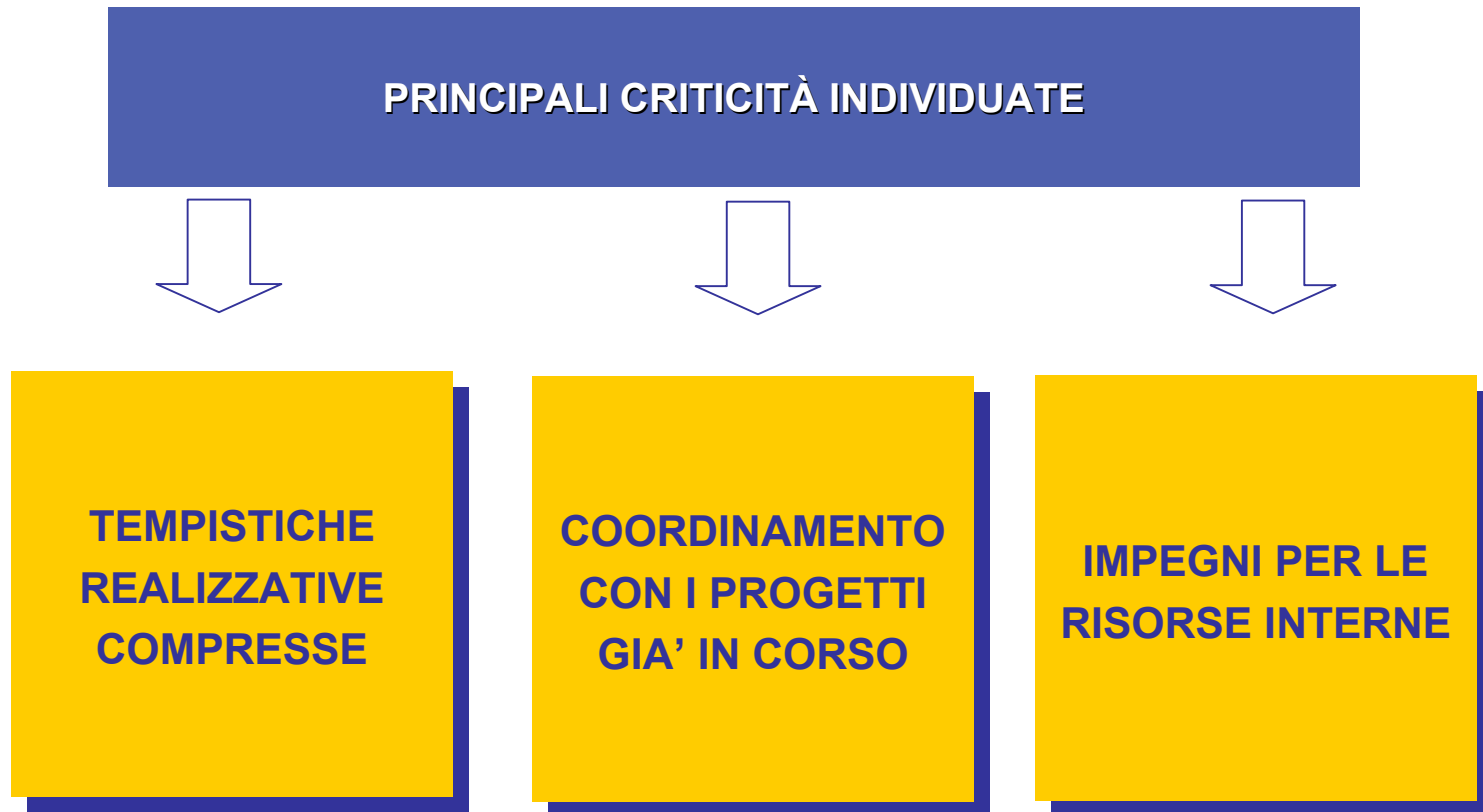 PRINCIPALI CRITICITÀ INDIVIDUATE
TEMPISTICHE
REALIZZATIVE
COMPRESSE
COORDINAMENTO
CON I PROGETTI
GIA’ IN CORSO
IMPEGNI PER LE
RISORSE INTERNE